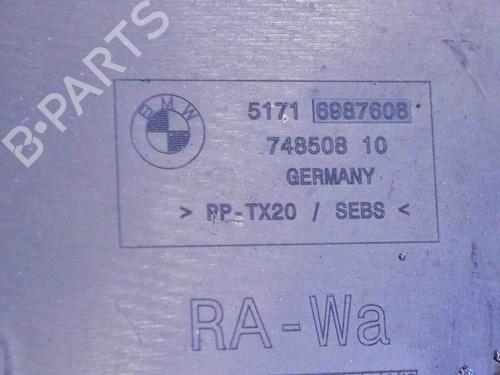 B-PARTS
BMW
5171 6987606
748508 10
GERMANY
> PP-TX20 / SEBS <
RA-Wa